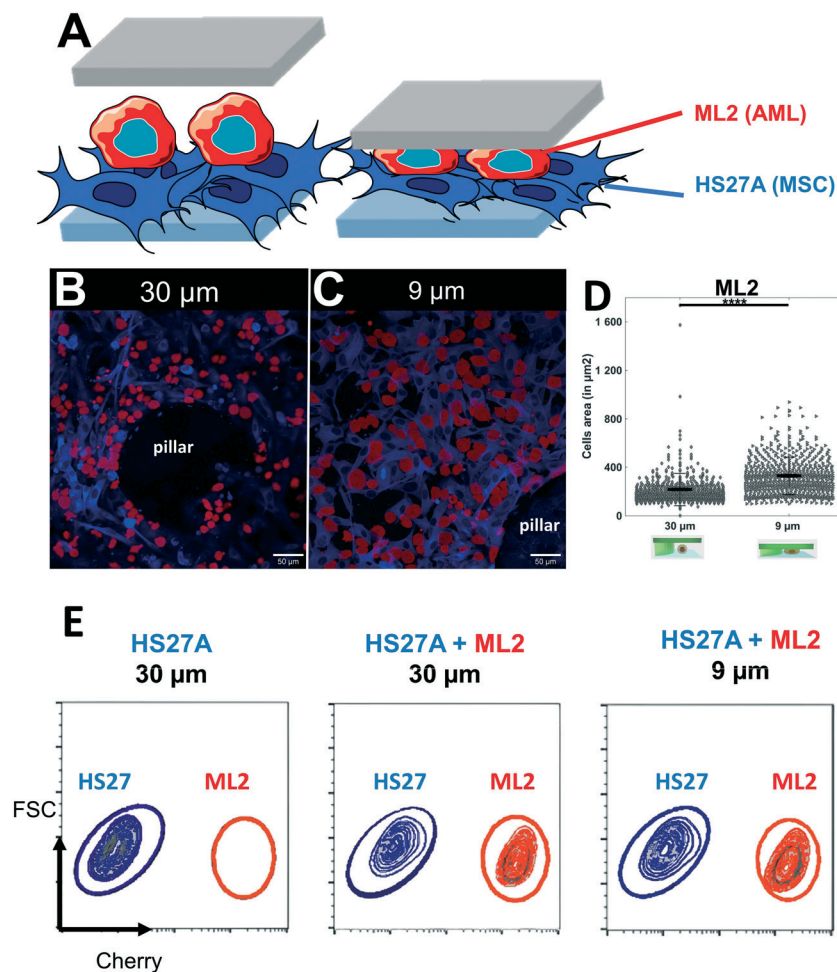 A
ML2 (AML)
HS27A (MSC)
B
30 µm
pillar
50 µm
C
9 µm
pillar
50 µm
D
ML2
****
Cells area (in µm2)
1 600
1 200
800
400
0
30 µm
9 µm
E
HS27A
30 µm
HS27A + ML2
30 µm
HS27A + ML2
9 µm
HS27
ML2
HS27
ML2
HS27
ML2
FSC
Cherry